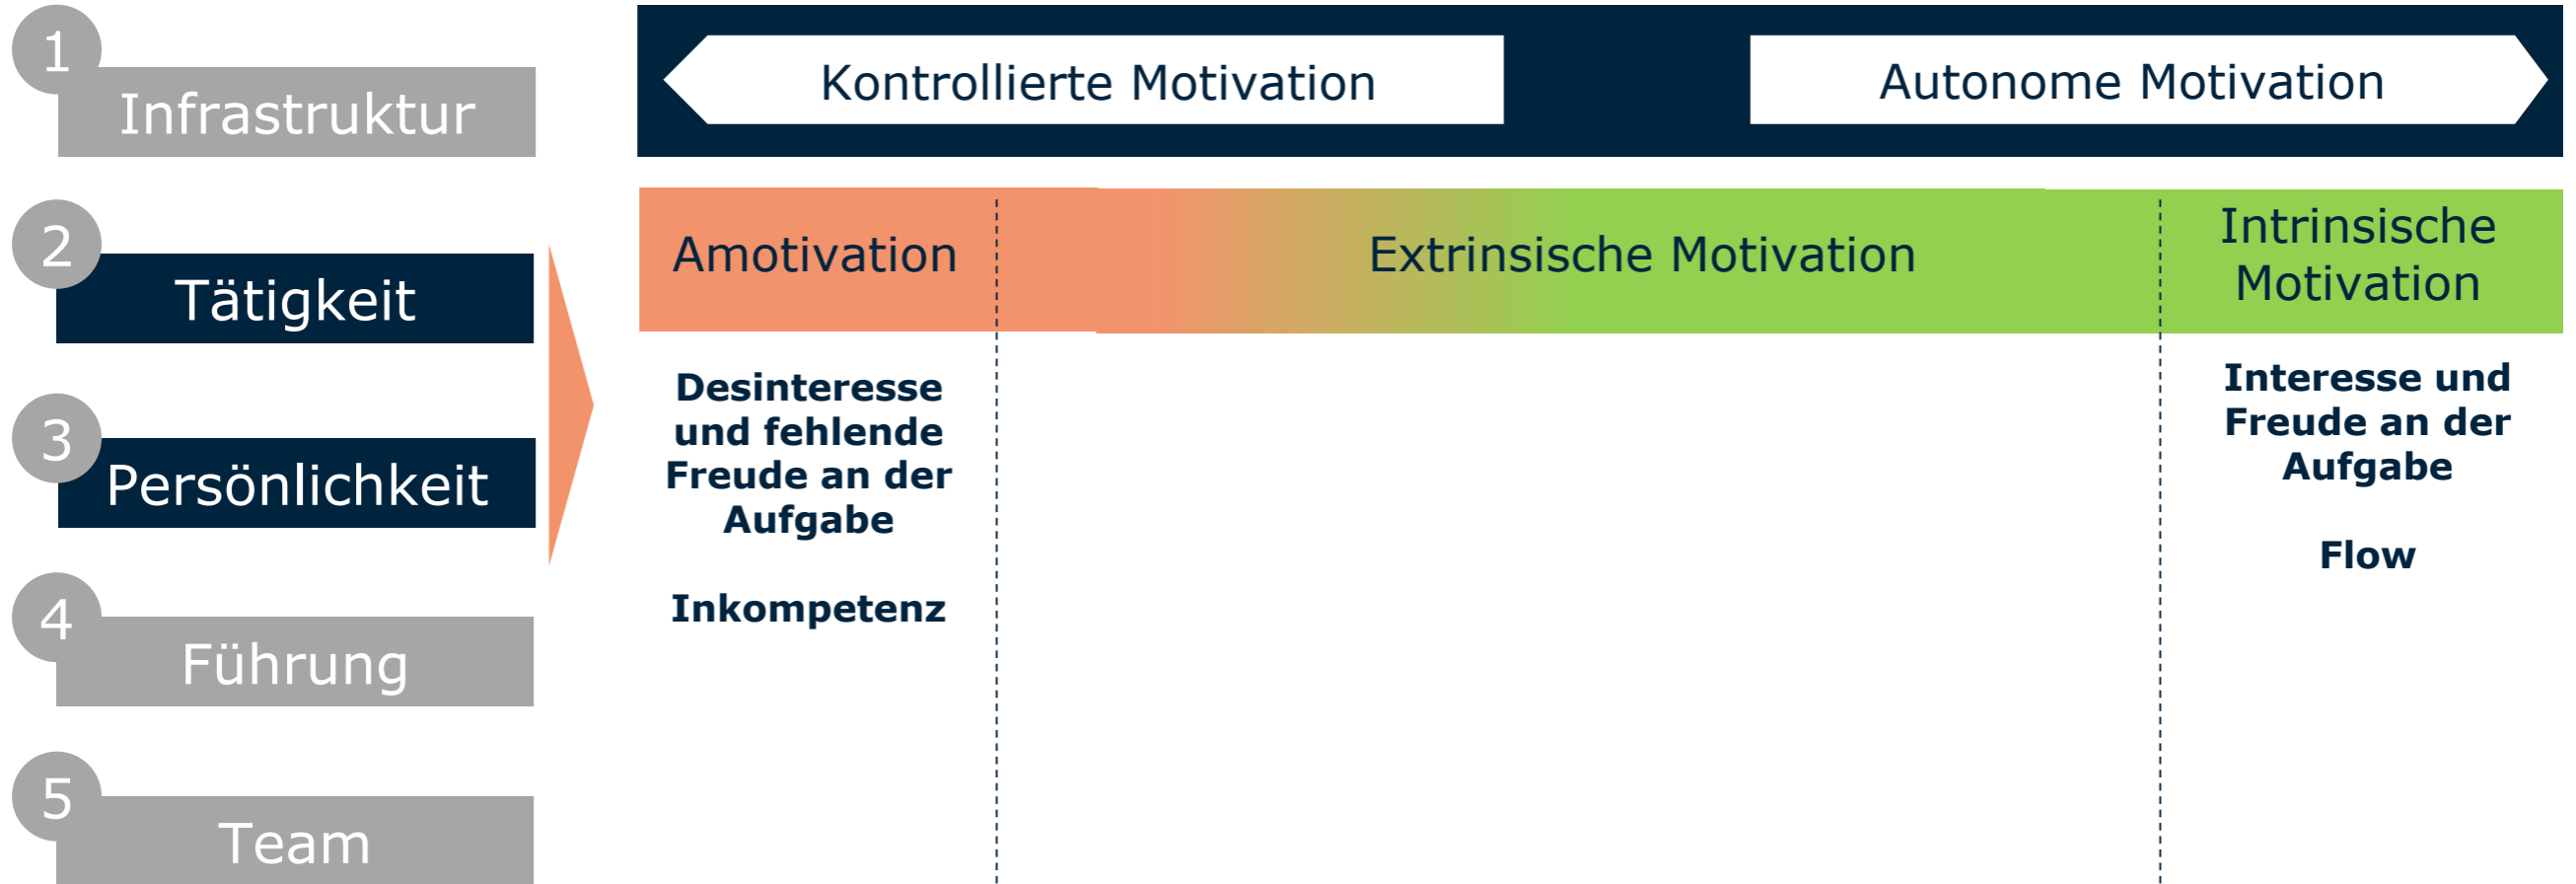 1
Infrastruktur
2
Tätigkeit
3
Persönlichkeit
4
Führung
5
Team
Kontrollierte Motivation
Autonome Motivation
Amotivation
Extrinsische Motivation
Intrinsische
Motivation
Desinteresse
und fehlende
Freude an der
Aufgabe
Inkompetenz
Interesse und
Freude an der
Aufgabe
Flow